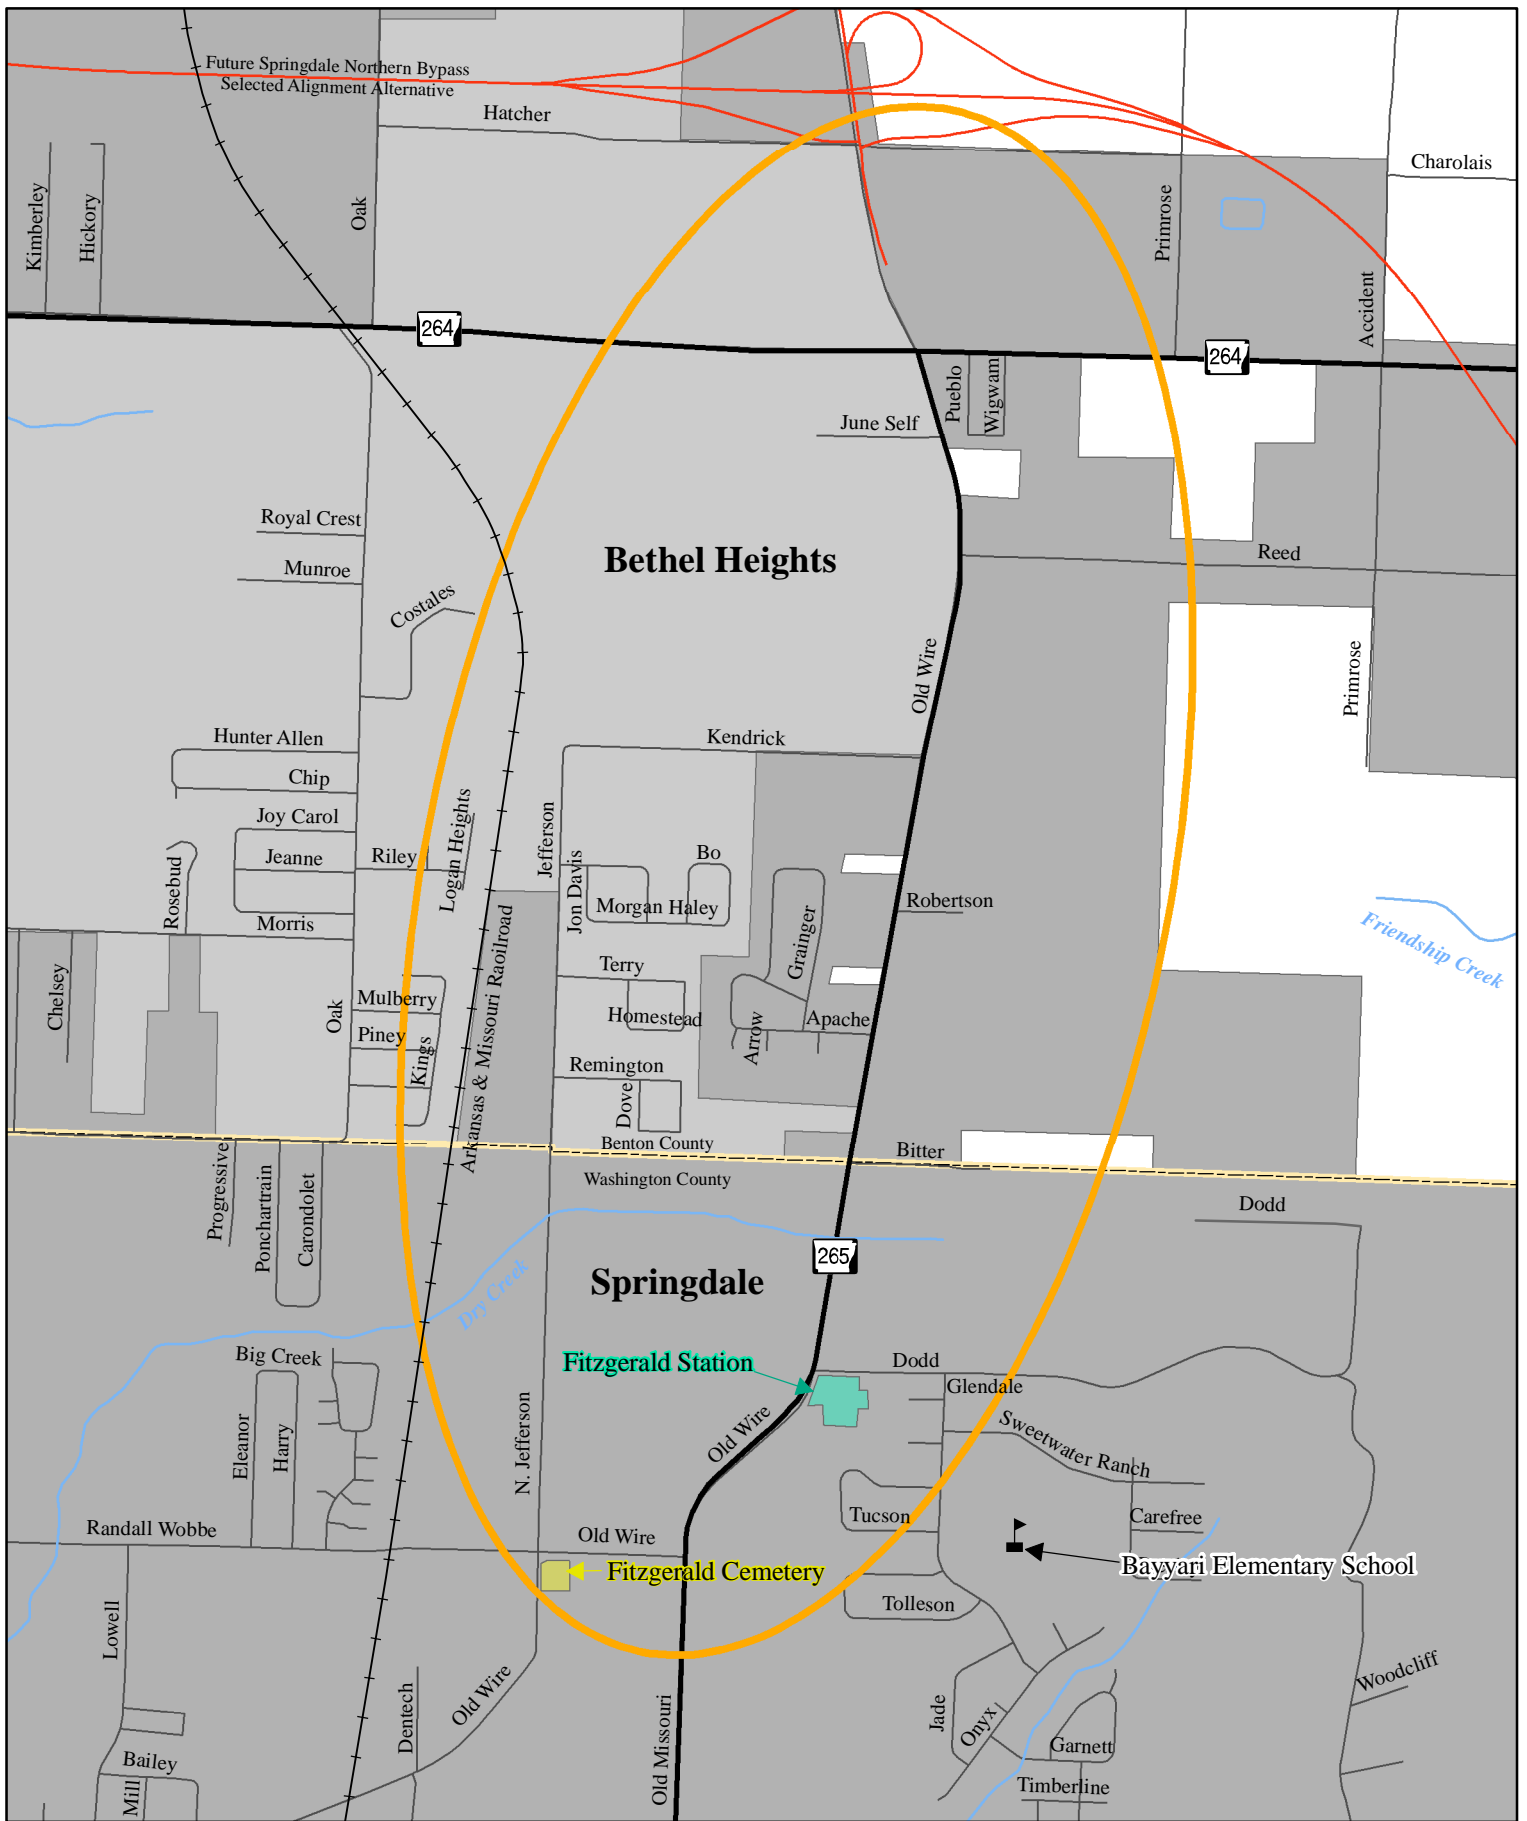 Future Springdale Northern Bypass
Selected Alignment Alternative
Hatcher
Charolais
Kimberley
Hickory
Oak
Primrose
Accident
264
264
Pueblo
Wigwam
June Self
Royal Crest
Munroe
Bethel Heights
Reed
Costales
Old Wire
Primrose
Hunter Allen
Kendrick
Chip
Joy Carol
Logan Heights
Jefferson
Jeanne
Riley
Bo
Rosebud
Jon Davis
Morgan Haley
Robertson
Morris
Grainger
Friendship Creek
Arkansas & Missouri Raoilroad
Chelsey
Terry
Mulberry
Oak
Homestead
Apache
Piney
Kings
Arrow
Remington
Dove
Benton County
Bitter
Progressive
Ponchartrain
Carondolet
Washington County
Dodd
265
Springdale
Dry Creek
Big Creek
Fitzgerald Station
Dodd
Glendale
Eleanor
Harry
N. Jefferson
Old Wire
Sweetwater Ranch
Tucson
Carefree
Randall Wobbe
Old Wire
Fitzgerald Cemetery
Bayyari Elementary School
Tolleson
Lowell
Woodcliff
Old Wire
Dentech
Jade
Onyx
Old Missouri
Garnett
Bailey
Mill
Timberline